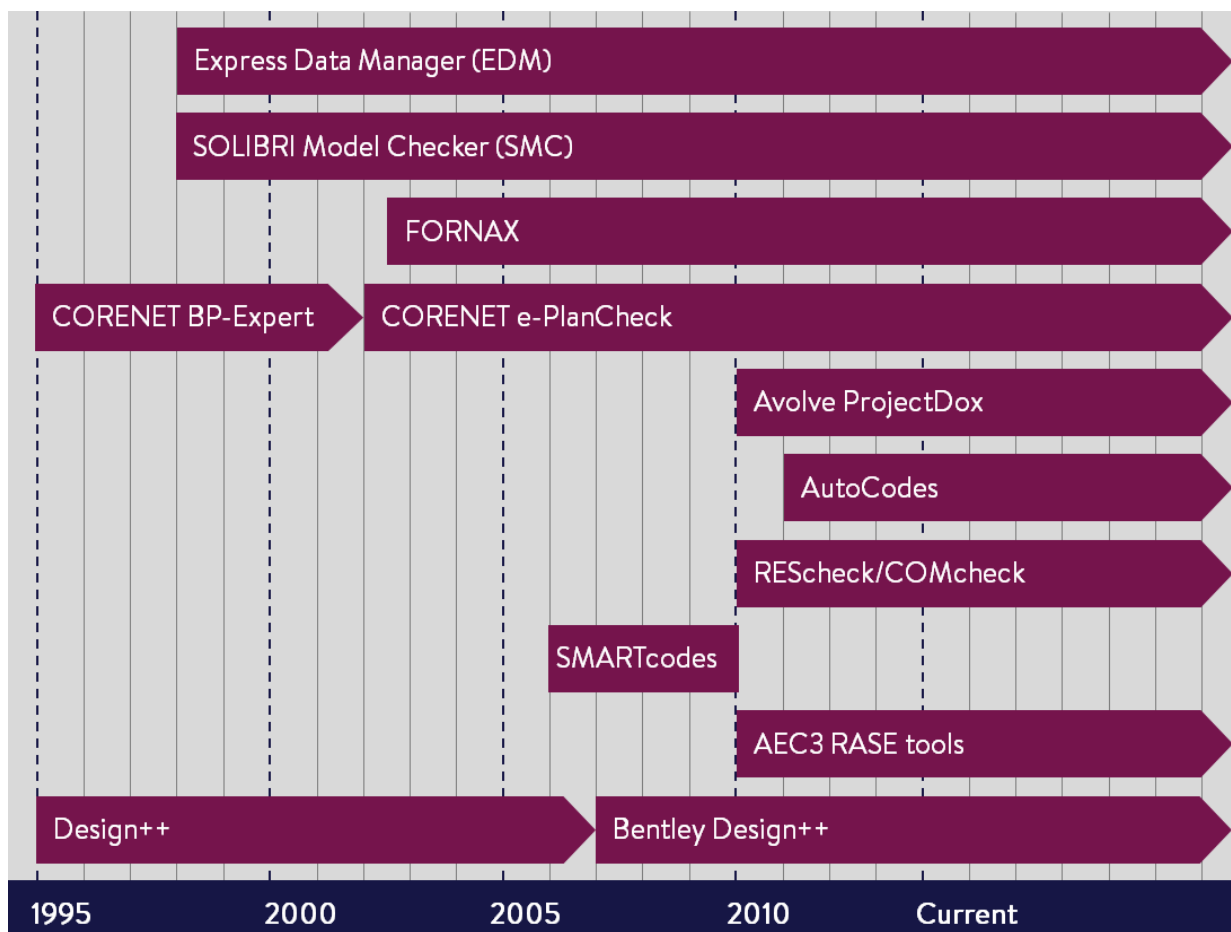 Express Data Manager (EDM)
SOLIBRI Model Checker (SMC)
FORNAX
CORENET BP-Expert
CORENET e-PlanCheck
Avolve ProjectDox
AutoCodes
REScheck/COMcheck
SMARTcodes
AEC3 RASE tools
Design++
Bentley Design++
1995 2000 2005 2010 Current